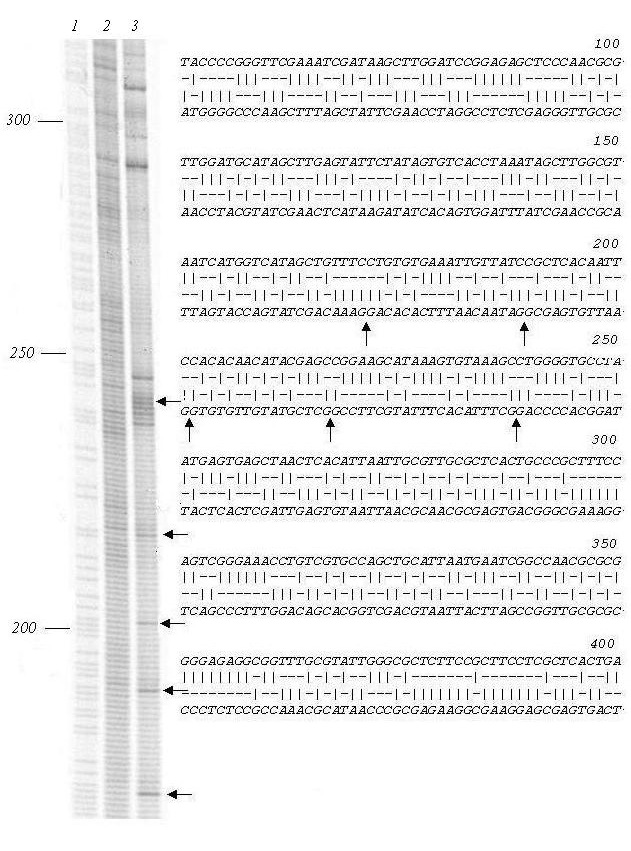 1 2 3
300
250
200
100
TACCCCGGGTTCGAAATCGATAAGCTTGGATCCGGAGAGCTCCCAACGCG
ATGGGGCCCAAGCTTTAGCTATTCGAACCTAGGCCTCTCGAGGGTTGCGC
150
TTGGATGCATAGCTTGAGTATTCTATAGTGTCACCTAAATAGCTTGGCGT
AACCTACGTATCGAACTCATAAGATATCACAGTGGATTTATCGAACCGCA
200
AATCATGGTCATAGCTGTTTCCTGTGTGAAATTGTTATCCGCTCACAATT
TTAGTACCAGTATCGACAAAGGACACACTTTAACAATAGGCGAGTGTTAA
250
CCACACAACATACGAGCCGGAAGCATAAAGTGTAAAGCCTGGGGTGCCTA
GGTGTGTTGTATGCTCGGCCTTCGTATTTCACATTTCGGACCCCACGGAT
300
ATGAGTGAGCTAACTCACATTAATTGCGTTGCGCTCACTGCCCGCTTTCC
TACTCACTCGATTGAGTGTAATTAACGCAACGCGAGTGACGGGCGAAAGG
350
AGTCGGGAAACCTGTCGTGCCAGCTGCATTAATGAATCGGCCAACGCGCG
TCAGCCCTTTGGACAGCACGGTCGACGTAATTACTTAGCCGGTTGCGCGC
400
GGGAGAGGCGGTTTGCGTATTGGGCGCTCTTCCGCTTCCTCGCTCACTGA
CCCTCTCCGCCAAACGCATAACCCGCGAGAAGGCGAAGGAGCGAGTGACT